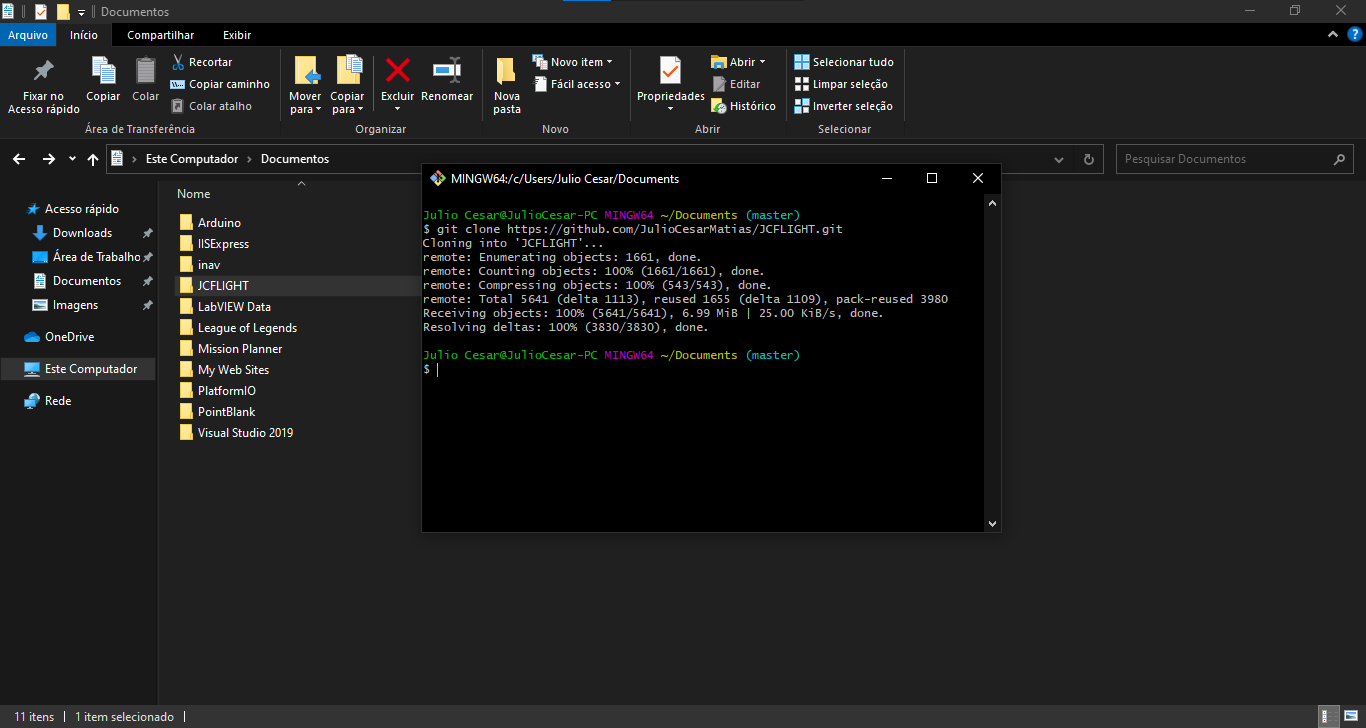 Documentos
Arquivo Início Compartilhar Exibir
Fixar no
Acesso rápido
Copiar
Colar
Recortar
Copiar caminho
Colar atalho
Área de Transferência
Mover
para
Copiar
para
Excluir
Renomear
Organizar
Nova
pasta
Novo item
Fácil acesso
Novo
Propriedades
Abrir
Editar
Histórico
Abrir
Selecionar tudo
Limpar seleção
Inverter seleção
Selecionar
Este Computador > Documentos
Pesquisar Documentos
Acesso rápido
Downloads
Área de Trabalho
Documentos
Imagens
OneDrive
Este Computador
Rede
Nome
Arduino
IISExpress
inav
JCFLIGHT
LabVIEW Data
League of Legends
Mission Planner
My Web Sites
PlatformIO
PointBlank
Visual Studio 2019
MINGW64:/c/Users/Julio Cesar/Documents
Julio Cesar@JulioCesar-PC MINGW64 ~/Documents (master)
$ git clone https://github.com/JulioCesarMatias/JCFLIGHT.git
Cloning into 'JCFLIGHT'...
remote: Enumerating objects: 1661, done.
remote: Counting objects: 100% (1661/1661), done.
remote: Compressing objects: 100% (543/543), done.
remote: Total 5641 (delta 1113), reused 1655 (delta 1109), pack-reused 3980
Receiving objects: 100% (5641/5641), 6.99 MiB | 25.00 KiB/s, done.
Resolving deltas: 100% (3830/3830), done.
Julio Cesar@JulioCesar-PC MINGW64 ~/Documents (master)
$
11 itens | 1 item selecionado |